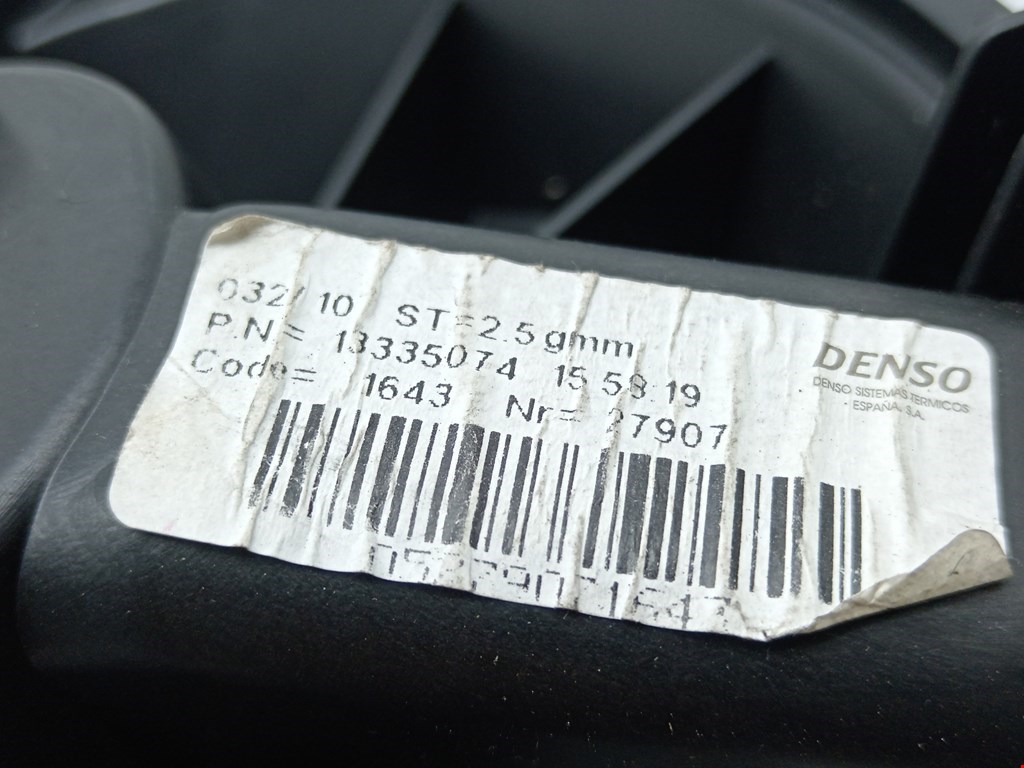 032/10 ST=2.5gmm
P.N= 13335074 15 58 19
Code= 1643 Nr= 27907
DENSO
DENSO SISTEMAS TERMICOS
ESPAÑA, S.A.